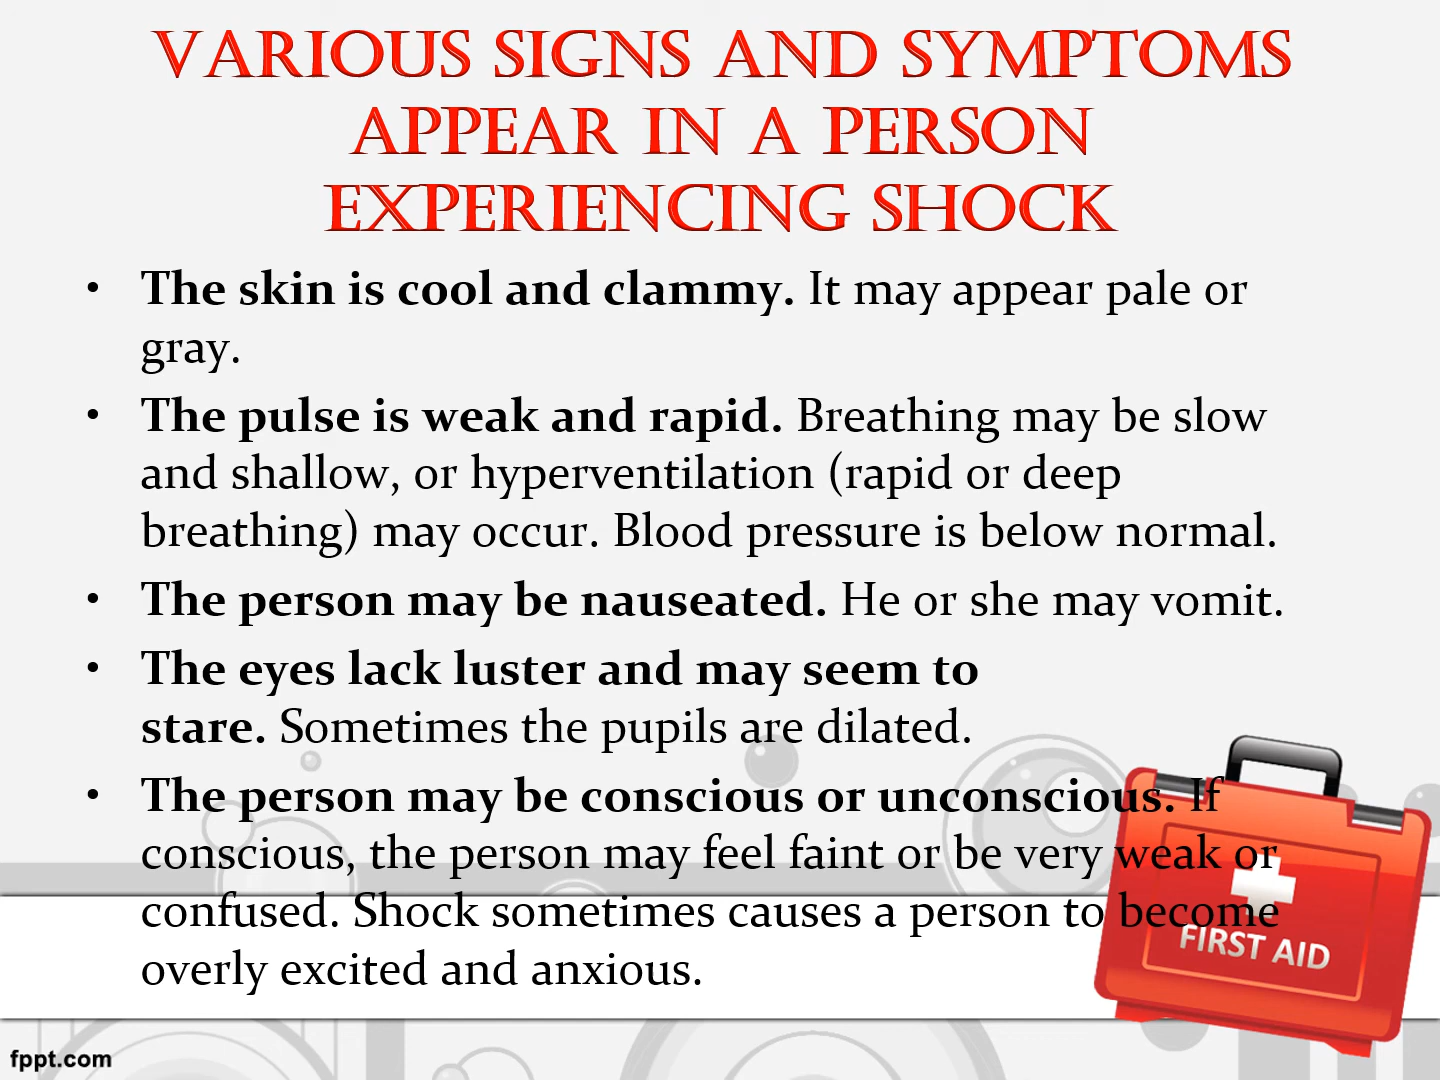 VARIOUS SIGNS AND SYMPTOMS
APPEAR IN A PERSON
EXPERIENCING SHOCK
• The skin is cool and clammy. It may appear pale or
gray.
• The pulse is weak and rapid. Breathing may be slow
and shallow, or hyperventilation (rapid or deep
breathing) may occur. Blood pressure is below normal.
• The person may be nauseated. He or she may vomit.
• The eyes lack luster and may seem to
stare. Sometimes the pupils are dilated.
• The person may be conscious or unconscious. If
conscious, the person may feel faint or be very weak or
confused. Shock sometimes causes a person to become
overly excited and anxious.
FIRST AID
fppt.com